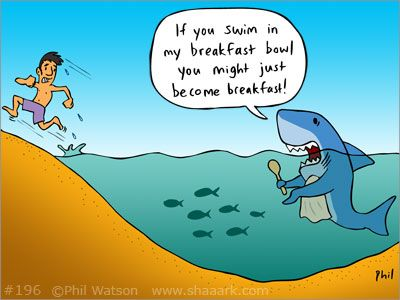 If you swim in
my breakfast bowl
you might just
become breakfast!
Phil
#196 ©Phil Watson www.shaaark.com